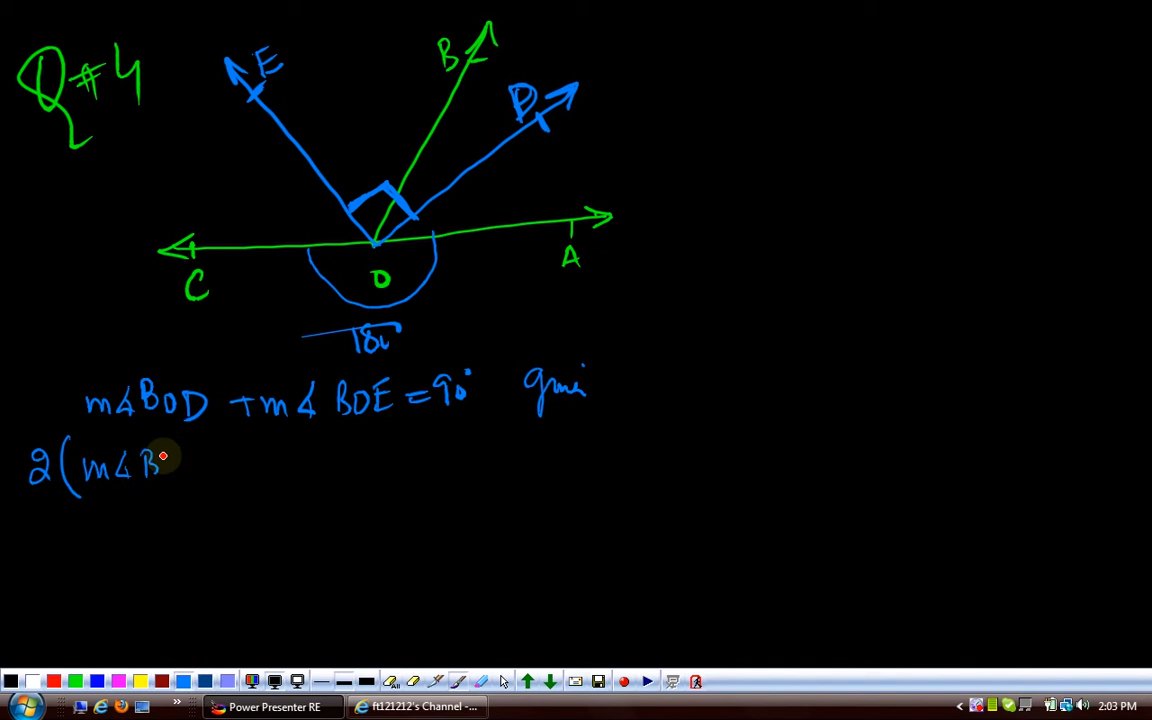 Q#4
E
B
D
C
O
A
180
m∡BOD + m∡ BOE = 90° given
2(m∡B
Power Presenter RE
ft121212's Channel - ...
2:03 PM